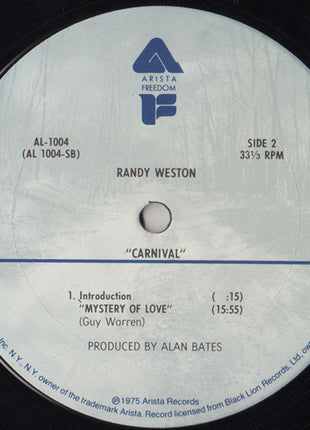 ARISTA
FREEDOM
AL-1004
(AL 1004-SB)
SIDE 2
33⅓ RPM
RANDY WESTON
"CARNIVAL"
1. Introduction ( :15)
"MYSTERY OF LOVE" (15:55)
(Guy Warren)
PRODUCED BY ALAN BATES
℗1975 Arista Records
Inc. N.Y., N.Y. owner of the trademark Arista. Record licensed from Black Lion Records, Ltd. ow